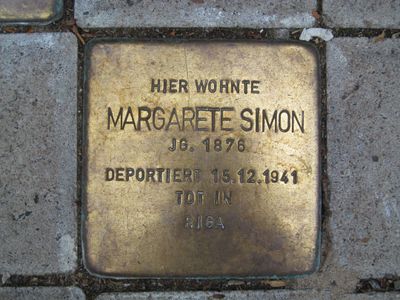 HIER WOHNTE
MARGARETE SIMON
JG. 1876
DEPORTIERT 15.12.1941
TOT IN
RIGA